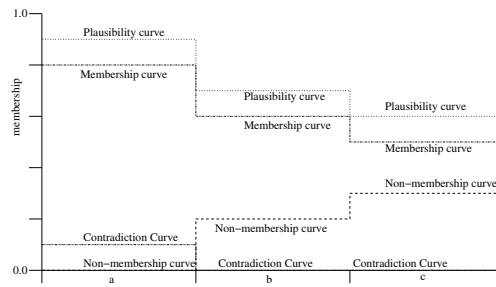 1.0
Plausibility curve
Membership curve
Plausibility curve
Membership curve
Plausibility curve
Membership curve
membership
Non−membership curve
Non−membership curve
Contradiction Curve
Non−membership curve
Contradiction Curve
Contradiction Curve
0.0
a
b
c